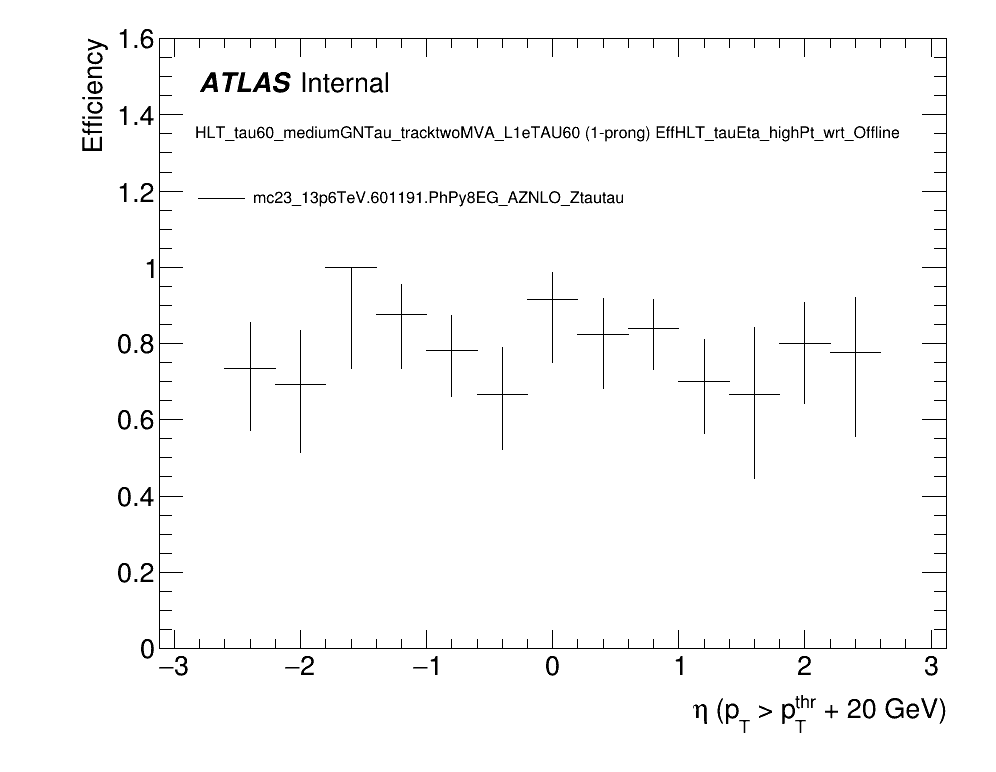 Efficiency
1.6
1.4
1.2
1
0.8
0.6
0.4
0.2
0
ATLAS Internal
HLT_tau60_mediumGNTau_tracktwoMVA_L1eTAU60 (1-prong) EffHLT_tauEta_highPt_wrt_Offline
mc23_13p6TeV.601191.PhPy8EG_AZNLO_Ztautau
−3 −2 −1 0 1 2 3
η (p_T > p_T^thr + 20 GeV)